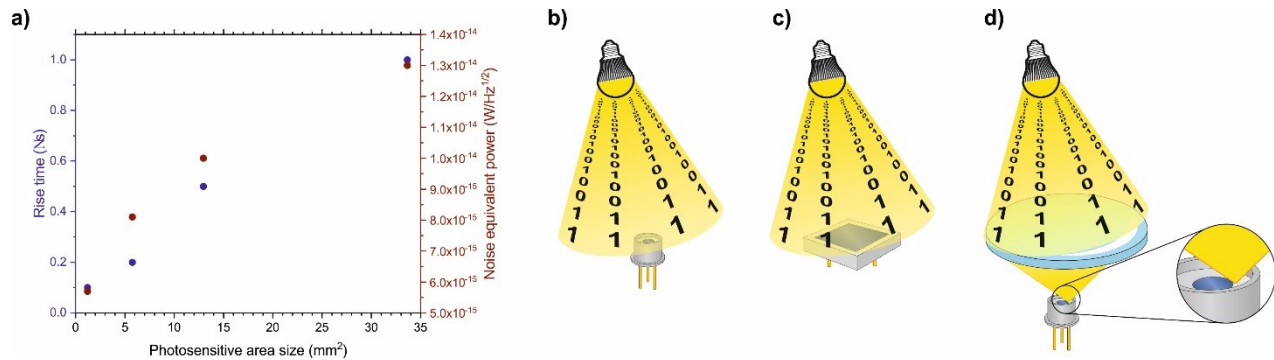 a)
Rise time (Ns)
1.0
0.8
0.6
0.4
0.2
0.0
0
5
10
15
20
25
30
35
Photosensitive area size (mm²)
1.4x10⁻¹⁴
1.3x10⁻¹⁴
1.2x10⁻¹⁴
1.1x10⁻¹⁴
1.0x10⁻¹⁴
9.0x10⁻¹⁵
8.0x10⁻¹⁵
7.0x10⁻¹⁵
6.0x10⁻¹⁵
5.0x10⁻¹⁵
Noise equivalent power (W/Hz¹ᐟ²)
b)
c)
d)